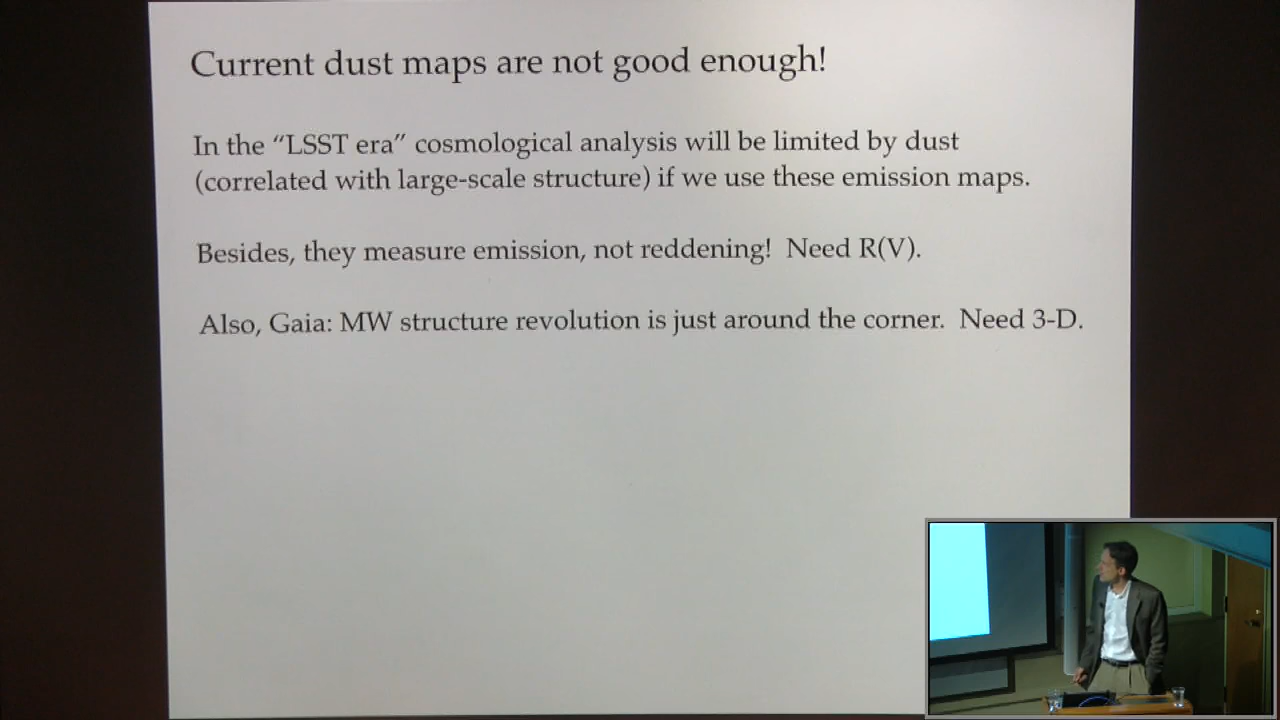 Current dust maps are not good enough!
In the “LSST era” cosmological analysis will be limited by dust
(correlated with large-scale structure) if we use these emission maps.
Besides, they measure emission, not reddening! Need R(V).
Also, Gaia: MW structure revolution is just around the corner. Need 3-D.